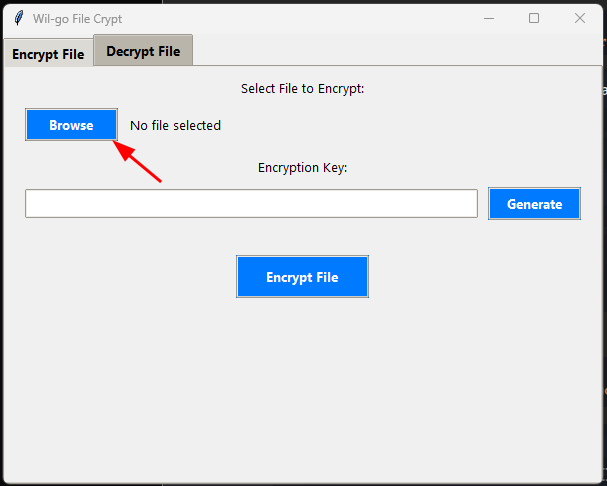 Wil-go File Crypt
Encrypt File Decrypt File
Select File to Encrypt:
Browse No file selected
Encryption Key:
Generate
Encrypt File